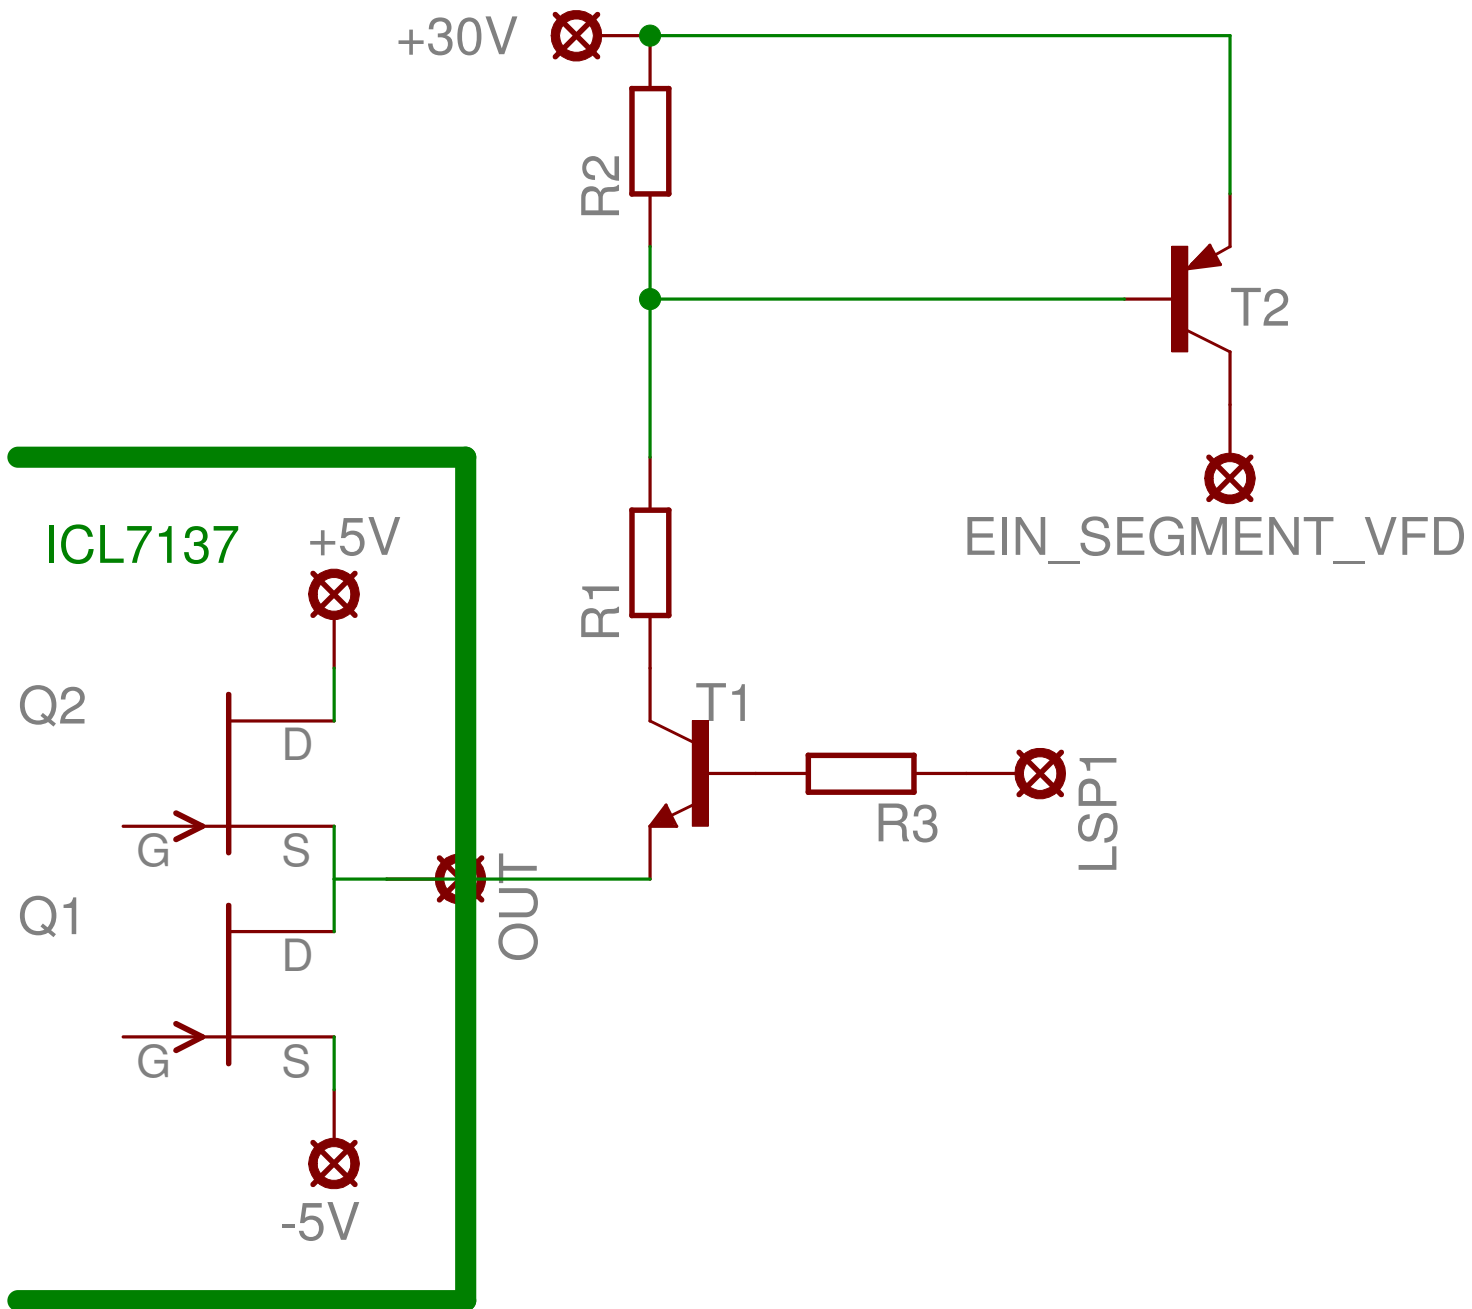 +30V
R2
T2
EIN_SEGMENT_VFD
ICL7137
+5V
R1
Q2
D
T1
G
S
R3
LSP1
OUT
Q1
D
G
S
-5V